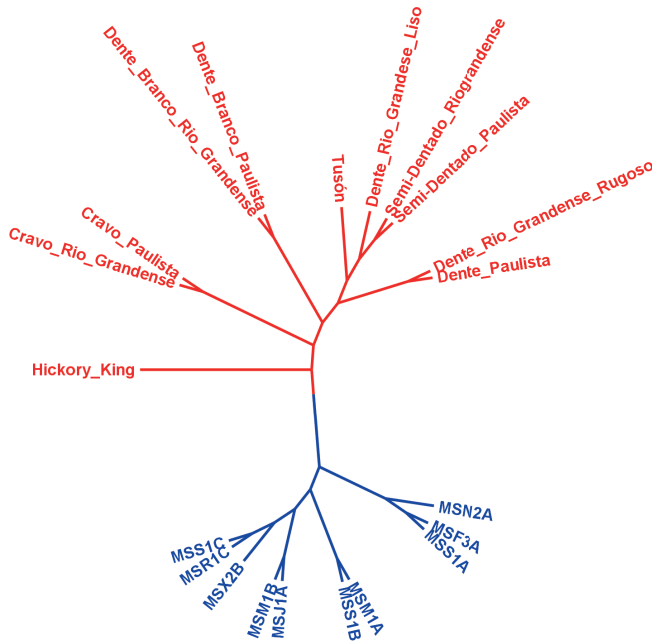 Dente_Branco_Rio_Grandense
Dente_Branco_Paulista
Tusón
Dente_Rio_Grandese_Liso
Semi-Dentado_Riograndense
Semi-Dentado_Paulista
Dente_Rio_Grandense_Rugoso
Dente_Paulista
Cravo_Paulista
Cravo_Rio_Grandense
Hickory_King
MSN2A
MSF3A
MSS1A
MSM1A
MSS1B
MSJ1A
MSM1B
MSX2B
MSR1C
MSS1C